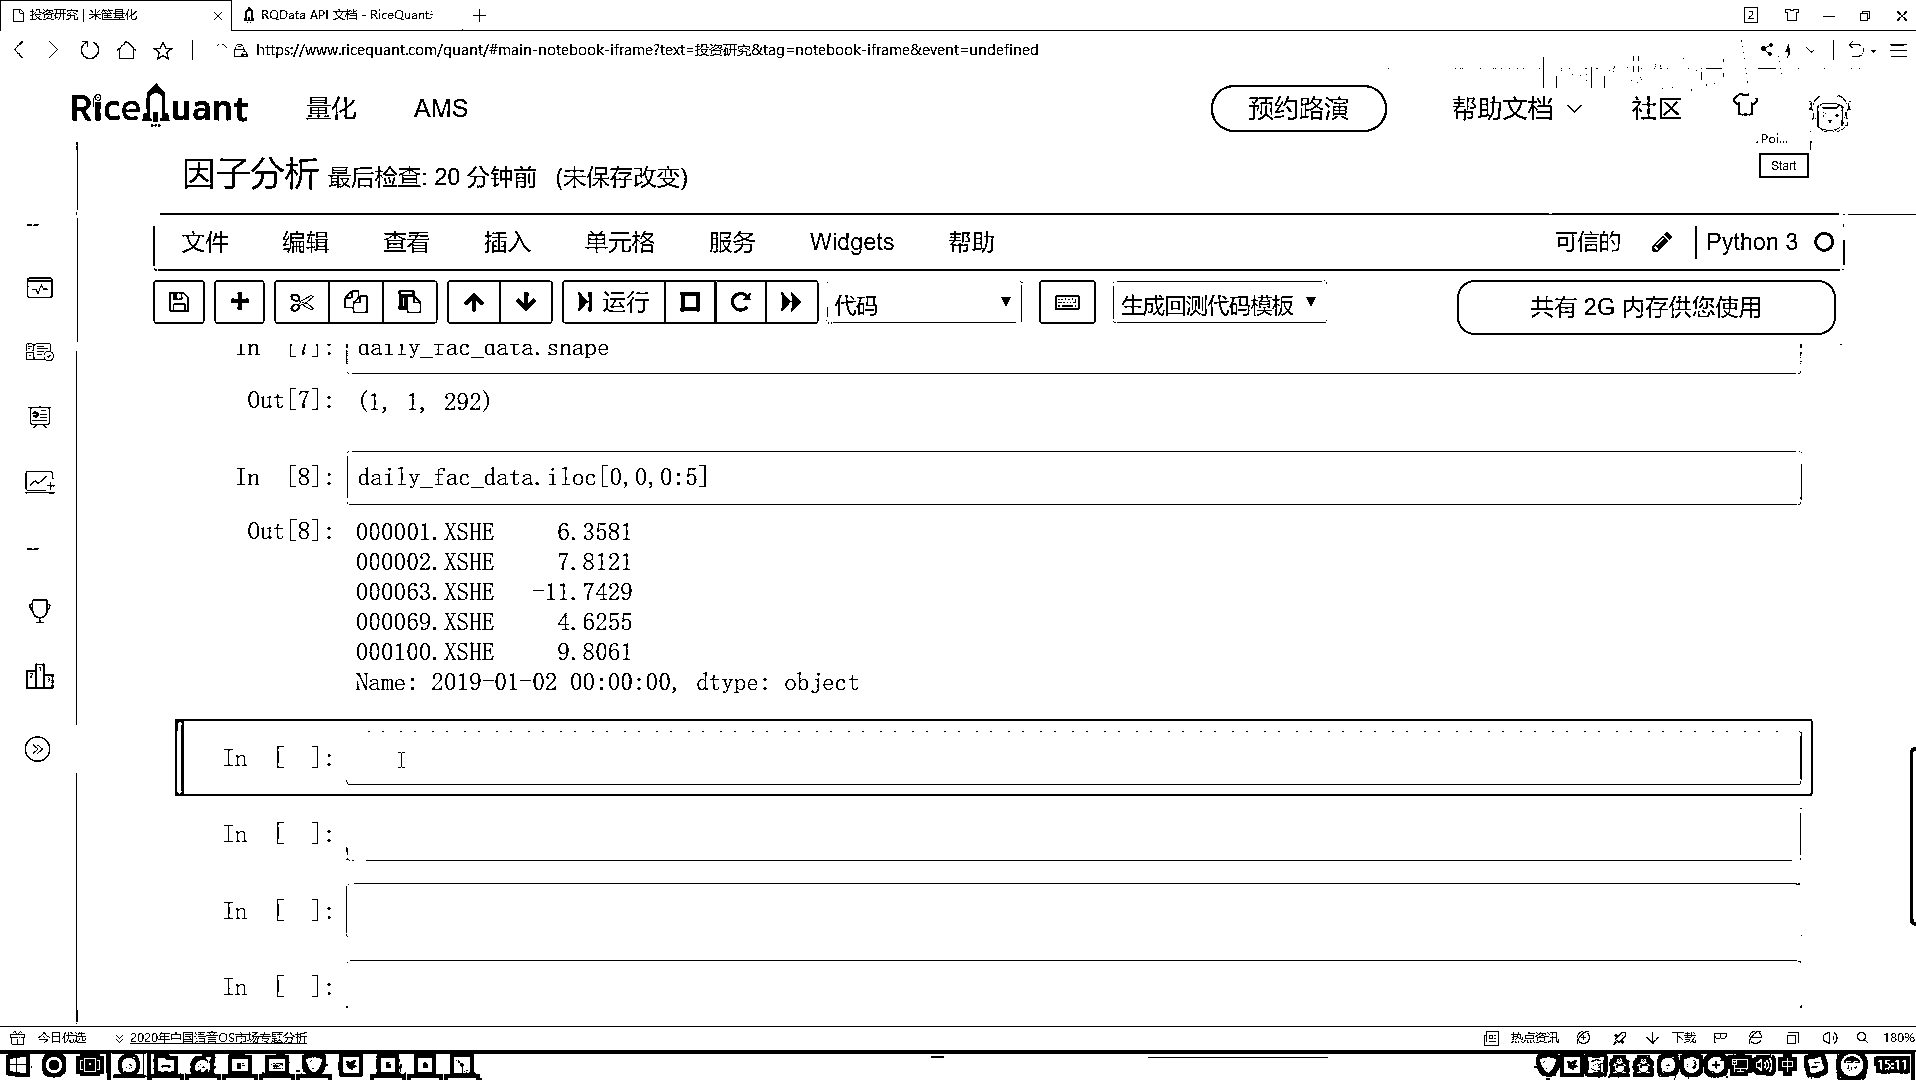 投资研究 | 米筐量化
RQData API 文档 - RiceQuant
2
https://www.ricequant.com/quant/#main-notebook-iframe?text=投资研究&tag=notebook-iframe&event=undefined
RiceQuant 量化 AMS 预约路演 帮助文档 社区
Poi...
Start
因子分析 最后检查: 20 分钟前 (未保存改变)
文件 编辑 查看 插入 单元格 服务 Widgets 帮助 可信的 Python 3
运行 代码 生成回测代码模板 共有 2G 内存供您使用
In [7]: daily_fac_data.shape
Out[7]: (1, 1, 292)
In [8]: daily_fac_data.iloc[0,0,0:5]
Out[8]: 000001.XSHE 6.3581
000002.XSHE 7.8121
000063.XSHE -11.7429
000069.XSHE 4.6255
000100.XSHE 9.8061
Name: 2019-01-02 00:00:00, dtype: object
In [ ]:
In [ ]:
In [ ]:
In [ ]:
今日优选 2020年中国语音OS市场专题分析 热点资讯 下载 180%
中 15:11